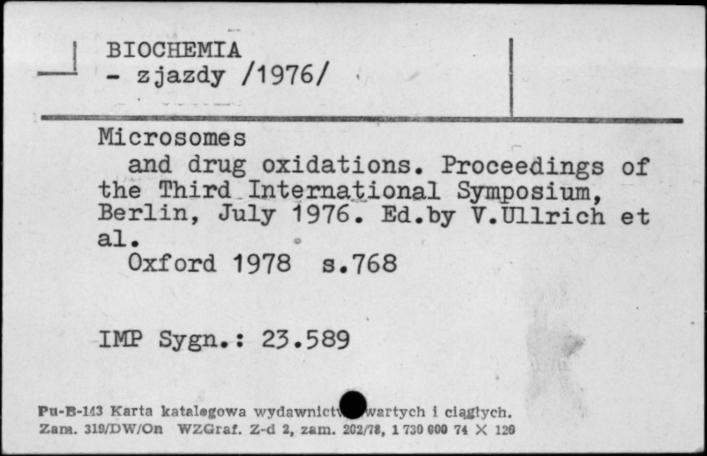 BIOCHEMIA
- zjazdy /1976/
Microsomes
and drug oxidations. Proceedings of
the Third International Symposium,
Berlin, July 1976. Ed.by V.Ullrich et
al.
Oxford 1978 s.768
IMP Sygn.: 23.589
Pu-B-143 Karta katalogowa wydawnictw zwartych i ciągłych.
Zam. 319/DW/On WZGraf. Z-d 2, zam. 202/78, 1 730 000 74 X 120